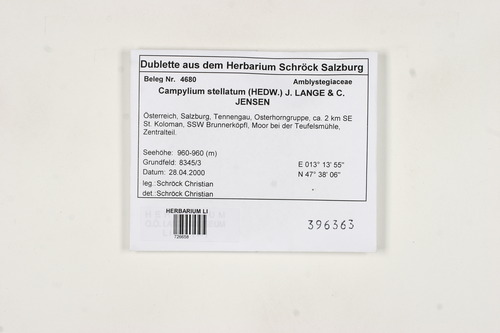 Dublette aus dem Herbarium Schröck Salzburg
Beleg Nr. 4680 Amblystegiaceae
Campylium stellatum (HEDW.) J. LANGE & C.
JENSEN
Österreich, Salzburg, Tennengau, Osterhorngruppe, ca. 2 km SE
St. Koloman, SSW Brunnerköpfl, Moor bei der Teufelsmühle,
Zentralteil.
Seehöhe: 960-960 (m)
Grundfeld: 8345/3 E 013° 13' 55"
Datum: 28.04.2000 N 47° 38' 06"
leg.: Schröck Christian
det.: Schröck Christian
HERBARIUM LI
726658
396363